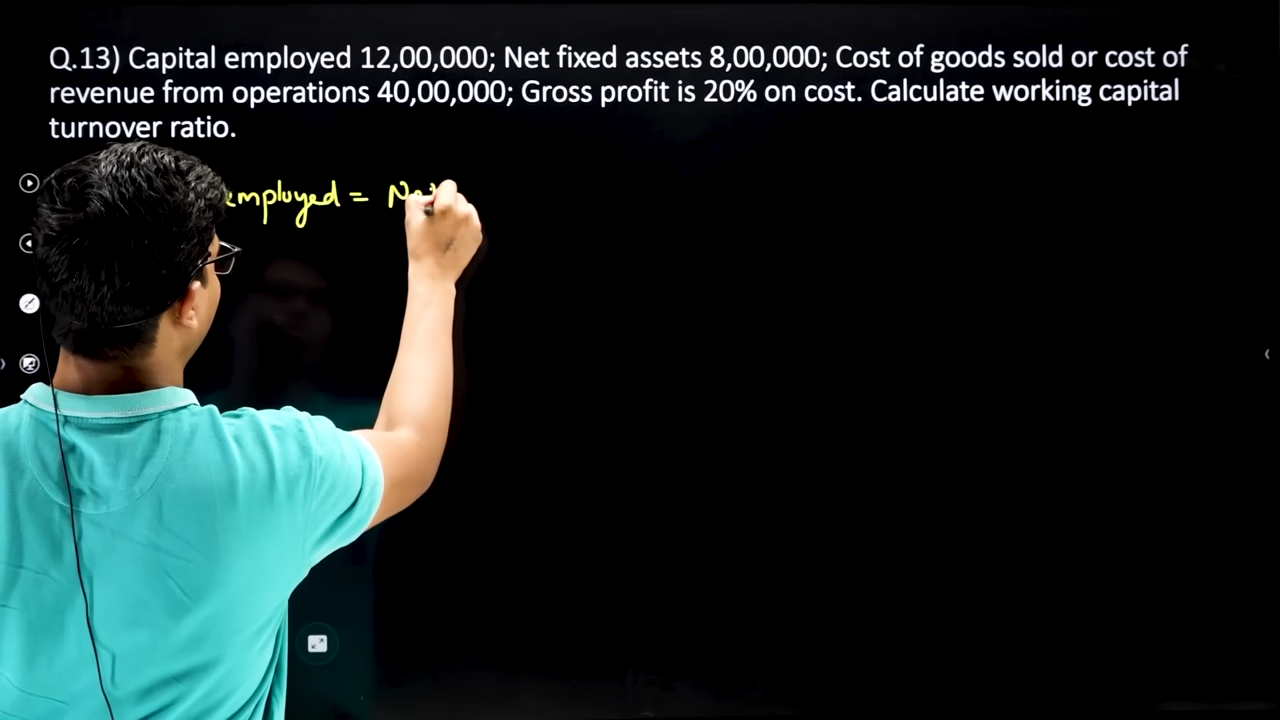 Q.13) Capital employed 12,00,000; Net fixed assets 8,00,000; Cost of goods sold or cost of
revenue from operations 40,00,000; Gross profit is 20% on cost. Calculate working capital
turnover ratio.
employed = Net